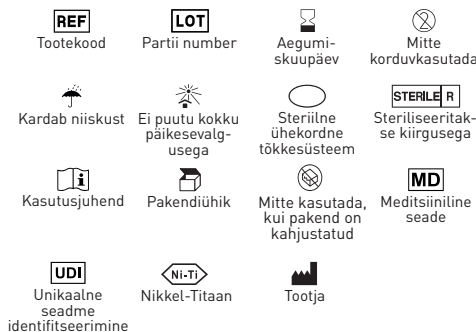 REF
LOT
Tootekood
Partii number
Aegumi-
skuupäev
Mitte
korduvkasutada
2
Kardab niiskust
Ei puutu kokku
päikesevalg-
usega
Steriilne
ühekordne
tõkkesüsteem
STERILE R
Steriliseeritak-
se kiirgusega
i
Kasutusjuhend
Pakendiühik
Mitte kasutada,
kui pakend on
kahjustatud
MD
Meditsiiniline
seade
UDI
Unikaalne
seadme
identifitseerimine
Ni-Ti
Nikkel-Titaan
Tootja